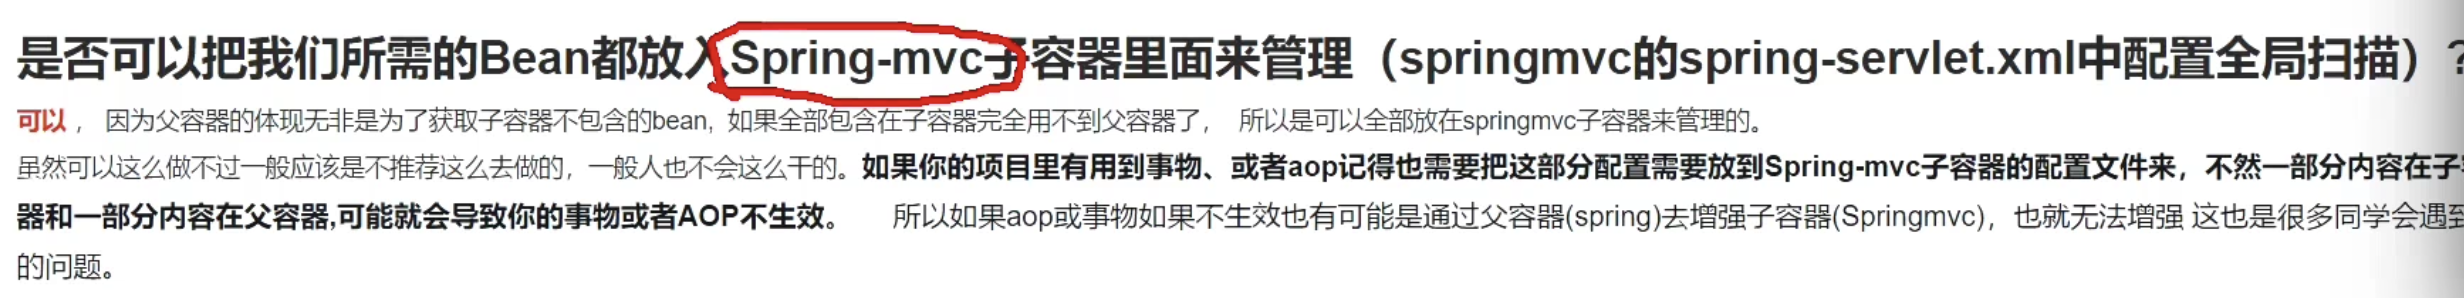 是否可以把我们所需的Bean都放入Spring-mvc子容器里面来管理（springmvc的spring-servlet.xml中配置全局扫描）？
可以， 因为父容器的体现无非是为了获取子容器不包含的bean, 如果全部包含在子容器完全用不到父容器了， 所以是可以全部放在springmvc子容器来管理的。
虽然可以这么做不过一般应该是不推荐这么去做的，一般人也不会这么干的。如果你的项目里有用到事物、或者aop记得也需要把这部分配置需要放到Spring-mvc子容器的配置文件来，不然一部分内容在子
器和一部分内容在父容器,可能就会导致你的事物或者AOP不生效。 所以如果aop或事物如果不生效也有可能是通过父容器(spring)去增强子容器(Springmvc)，也就无法增强 这也是很多同学会遇到
的问题。